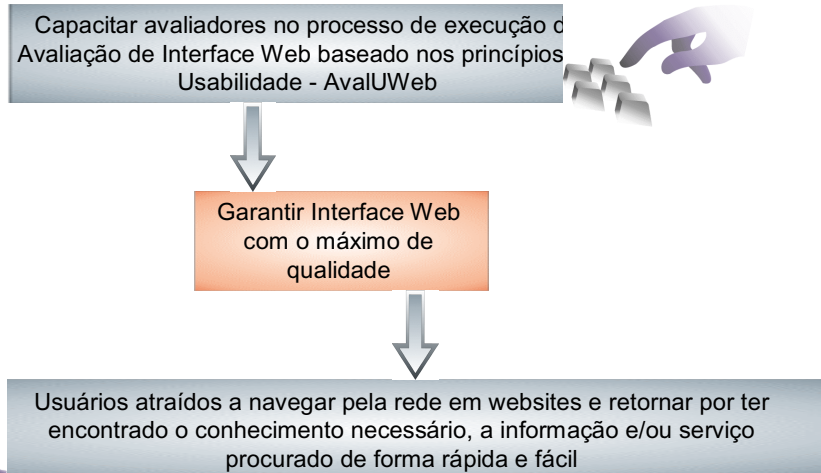 Capacitar avaliadores no processo de execução d
Avaliação de Interface Web baseado nos princípios
Usabilidade - AvalUWeb
Garantir Interface Web
com o máximo de
qualidade
Usuários atraídos a navegar pela rede em websites e retornar por ter
encontrado o conhecimento necessário, a informação e/ou serviço
procurado de forma rápida e fácil